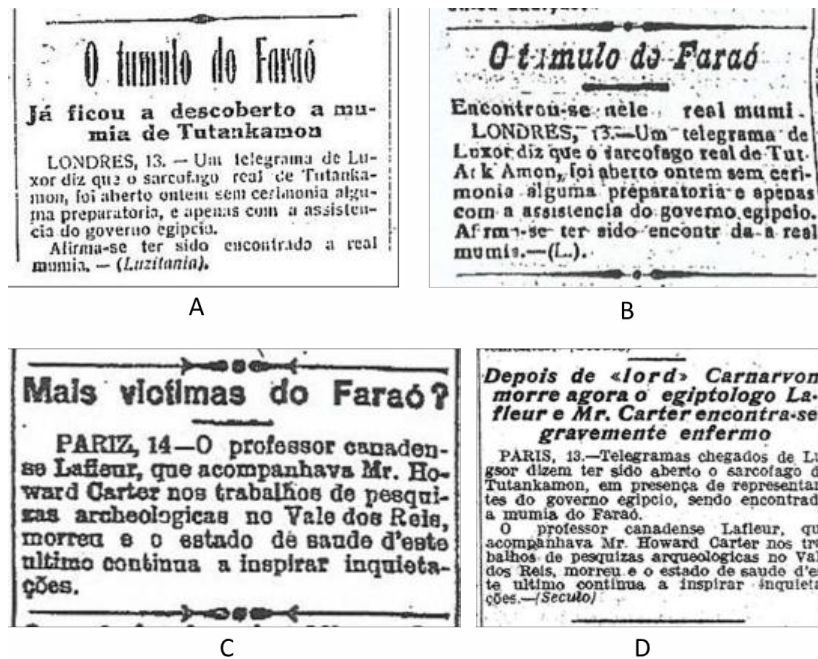 O tumulo do Faraó
Já ficou a descoberto a mu-
mia de Tutankamon
LONDRES, 13. — Um telegrama de Lu-
xor diz que o sarcofago real de Tutanka-
mon, foi aberto ontem sem cerimonia algu-
ma preparatoria, e apenas com a assisten-
cia do governo egipcio.
Afirma-se ter sido encontrado a real
mumia. — (Luzitania).
A
O tumulo do Faraó
Encontrou-se nele real mumi.
LONDRES, 13.—Um telegrama de
Luxor diz que o sarcofago real de Tut-
Amon, foi aberto ontem sem ceri-
monia alguma preparatoria e apenas
com a assistencia do governo egipcio.
Af rma-se ter sido encontr da a real
mumia.—(L.).
B
Mais victimas do Faraó?
PARIZ, 14—O professor canaden-
se Lafleur, que acompanhava Mr. Ho-
ward Carter nos trabalhos de pesqui-
zas archeologicas no Vale dos Reis,
morreu e o estado de saude d'este
ultimo continua a inspirar inquieta-
ções.
C
Depois de «lord» Carnarvon
morre agora o egiptologo La-
fleur e Mr. Carter encontra-se
gravemente enfermo
PARIS, 13.—Telegramas chegados de Lu
gsor dizem ter sido aberto o sarcofago d
Tutankamon, em presença de representan
tes do governo egipcio, sendo encontrad
a mumia do Faraó.
O professor canadense Lafleur, qu
acompanhava Mr. Howard Carter nos tra
balhos de pesquizas arqueologicas no Val
dos Reis, morreu e o estado de saude d'es
te ultimo continua a inspirar inquieta
ções.—(Seculo)
D